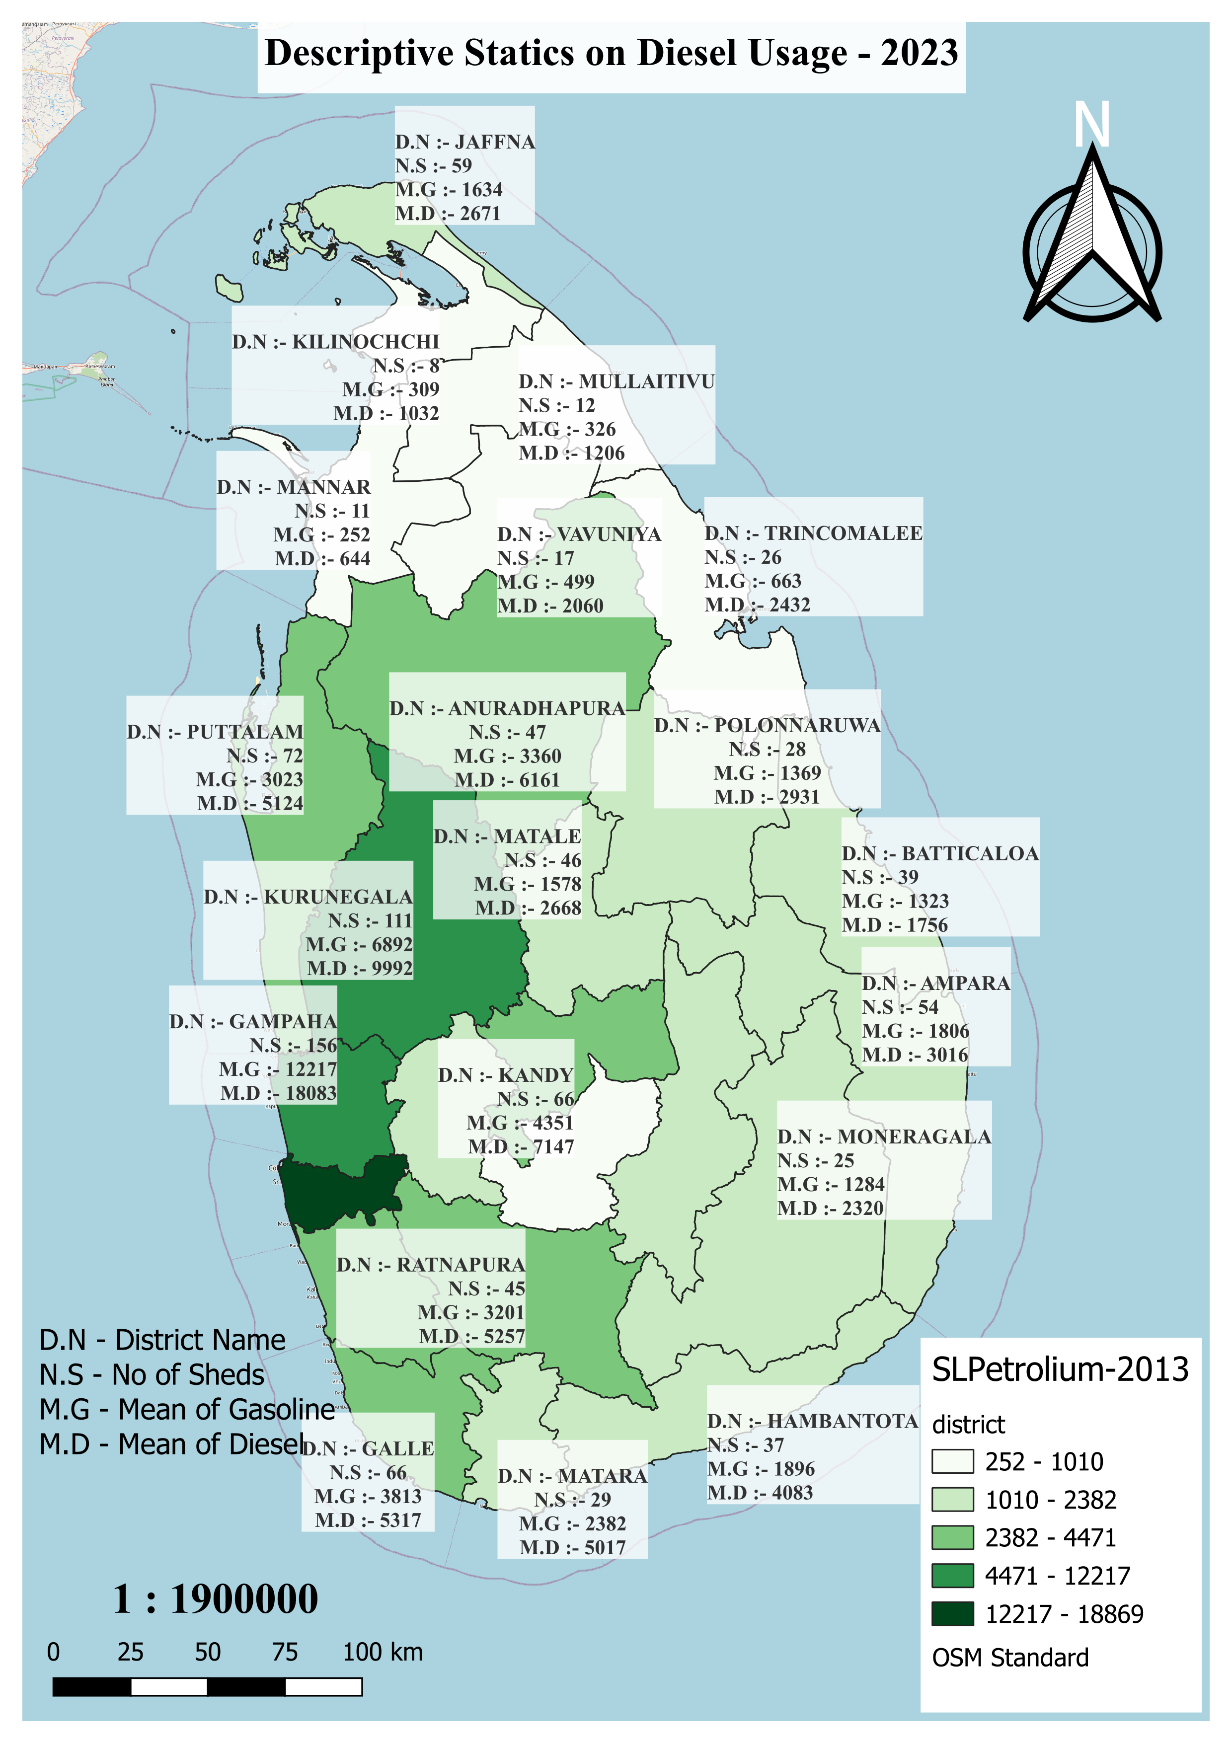 Descriptive Statics on Diesel Usage - 2023
N
D.N :- JAFFNA
N.S :- 59
M.G :- 1634
M.D :- 2671
D.N :- KILINOCHCHI
N.S :- 8
M.G :- 309
M.D :- 1032
D.N :- MULLAITIVU
N.S :- 12
M.G :- 326
M.D :- 1206
D.N :- MANNAR
N.S :- 11
M.G :- 252
M.D :- 644
D.N :- VAVUNIYA
N.S :- 17
M.G :- 499
M.D :- 2060
D.N :- TRINCOMALEE
N.S :- 26
M.G :- 663
M.D :- 2432
D.N :- PUTTALAM
N.S :- 72
M.G :- 3023
M.D :- 5124
D.N :- ANURADHAPURA
N.S :- 47
M.G :- 3360
M.D :- 6161
D.N :- POLONNARUWA
N.S :- 28
M.G :- 1369
M.D :- 2931
D.N :- MATALE
N.S :- 46
M.G :- 1578
M.D :- 2668
D.N :- BATTICALOA
N.S :- 39
M.G :- 1323
M.D :- 1756
D.N :- KURUNEGALA
N.S :- 111
M.G :- 6892
M.D :- 9992
D.N :- AMPARA
N.S :- 54
M.G :- 1806
M.D :- 3016
D.N :- GAMPAHA
N.S :- 156
M.G :- 12217
M.D :- 18083
D.N :- KANDY
N.S :- 66
M.G :- 4351
M.D :- 7147
D.N :- MONERAGALA
N.S :- 25
M.G :- 1284
M.D :- 2320
D.N :- RATNAPURA
N.S :- 45
M.G :- 3201
M.D :- 5257
D.N - District Name
N.S - No of Sheds
M.G - Mean of Gasoline
M.D - Mean of Diesel
D.N :- GALLE
N.S :- 66
M.G :- 3813
M.D :- 5317
D.N :- MATARA
N.S :- 29
M.G :- 2382
M.D :- 5017
D.N :- HAMBANTOTA
N.S :- 37
M.G :- 1896
M.D :- 4083
SLPetrolium-2013
district
252 - 1010
1010 - 2382
2382 - 4471
4471 - 12217
12217 - 18869
OSM Standard
1 : 1900000
0 25 50 75 100 km